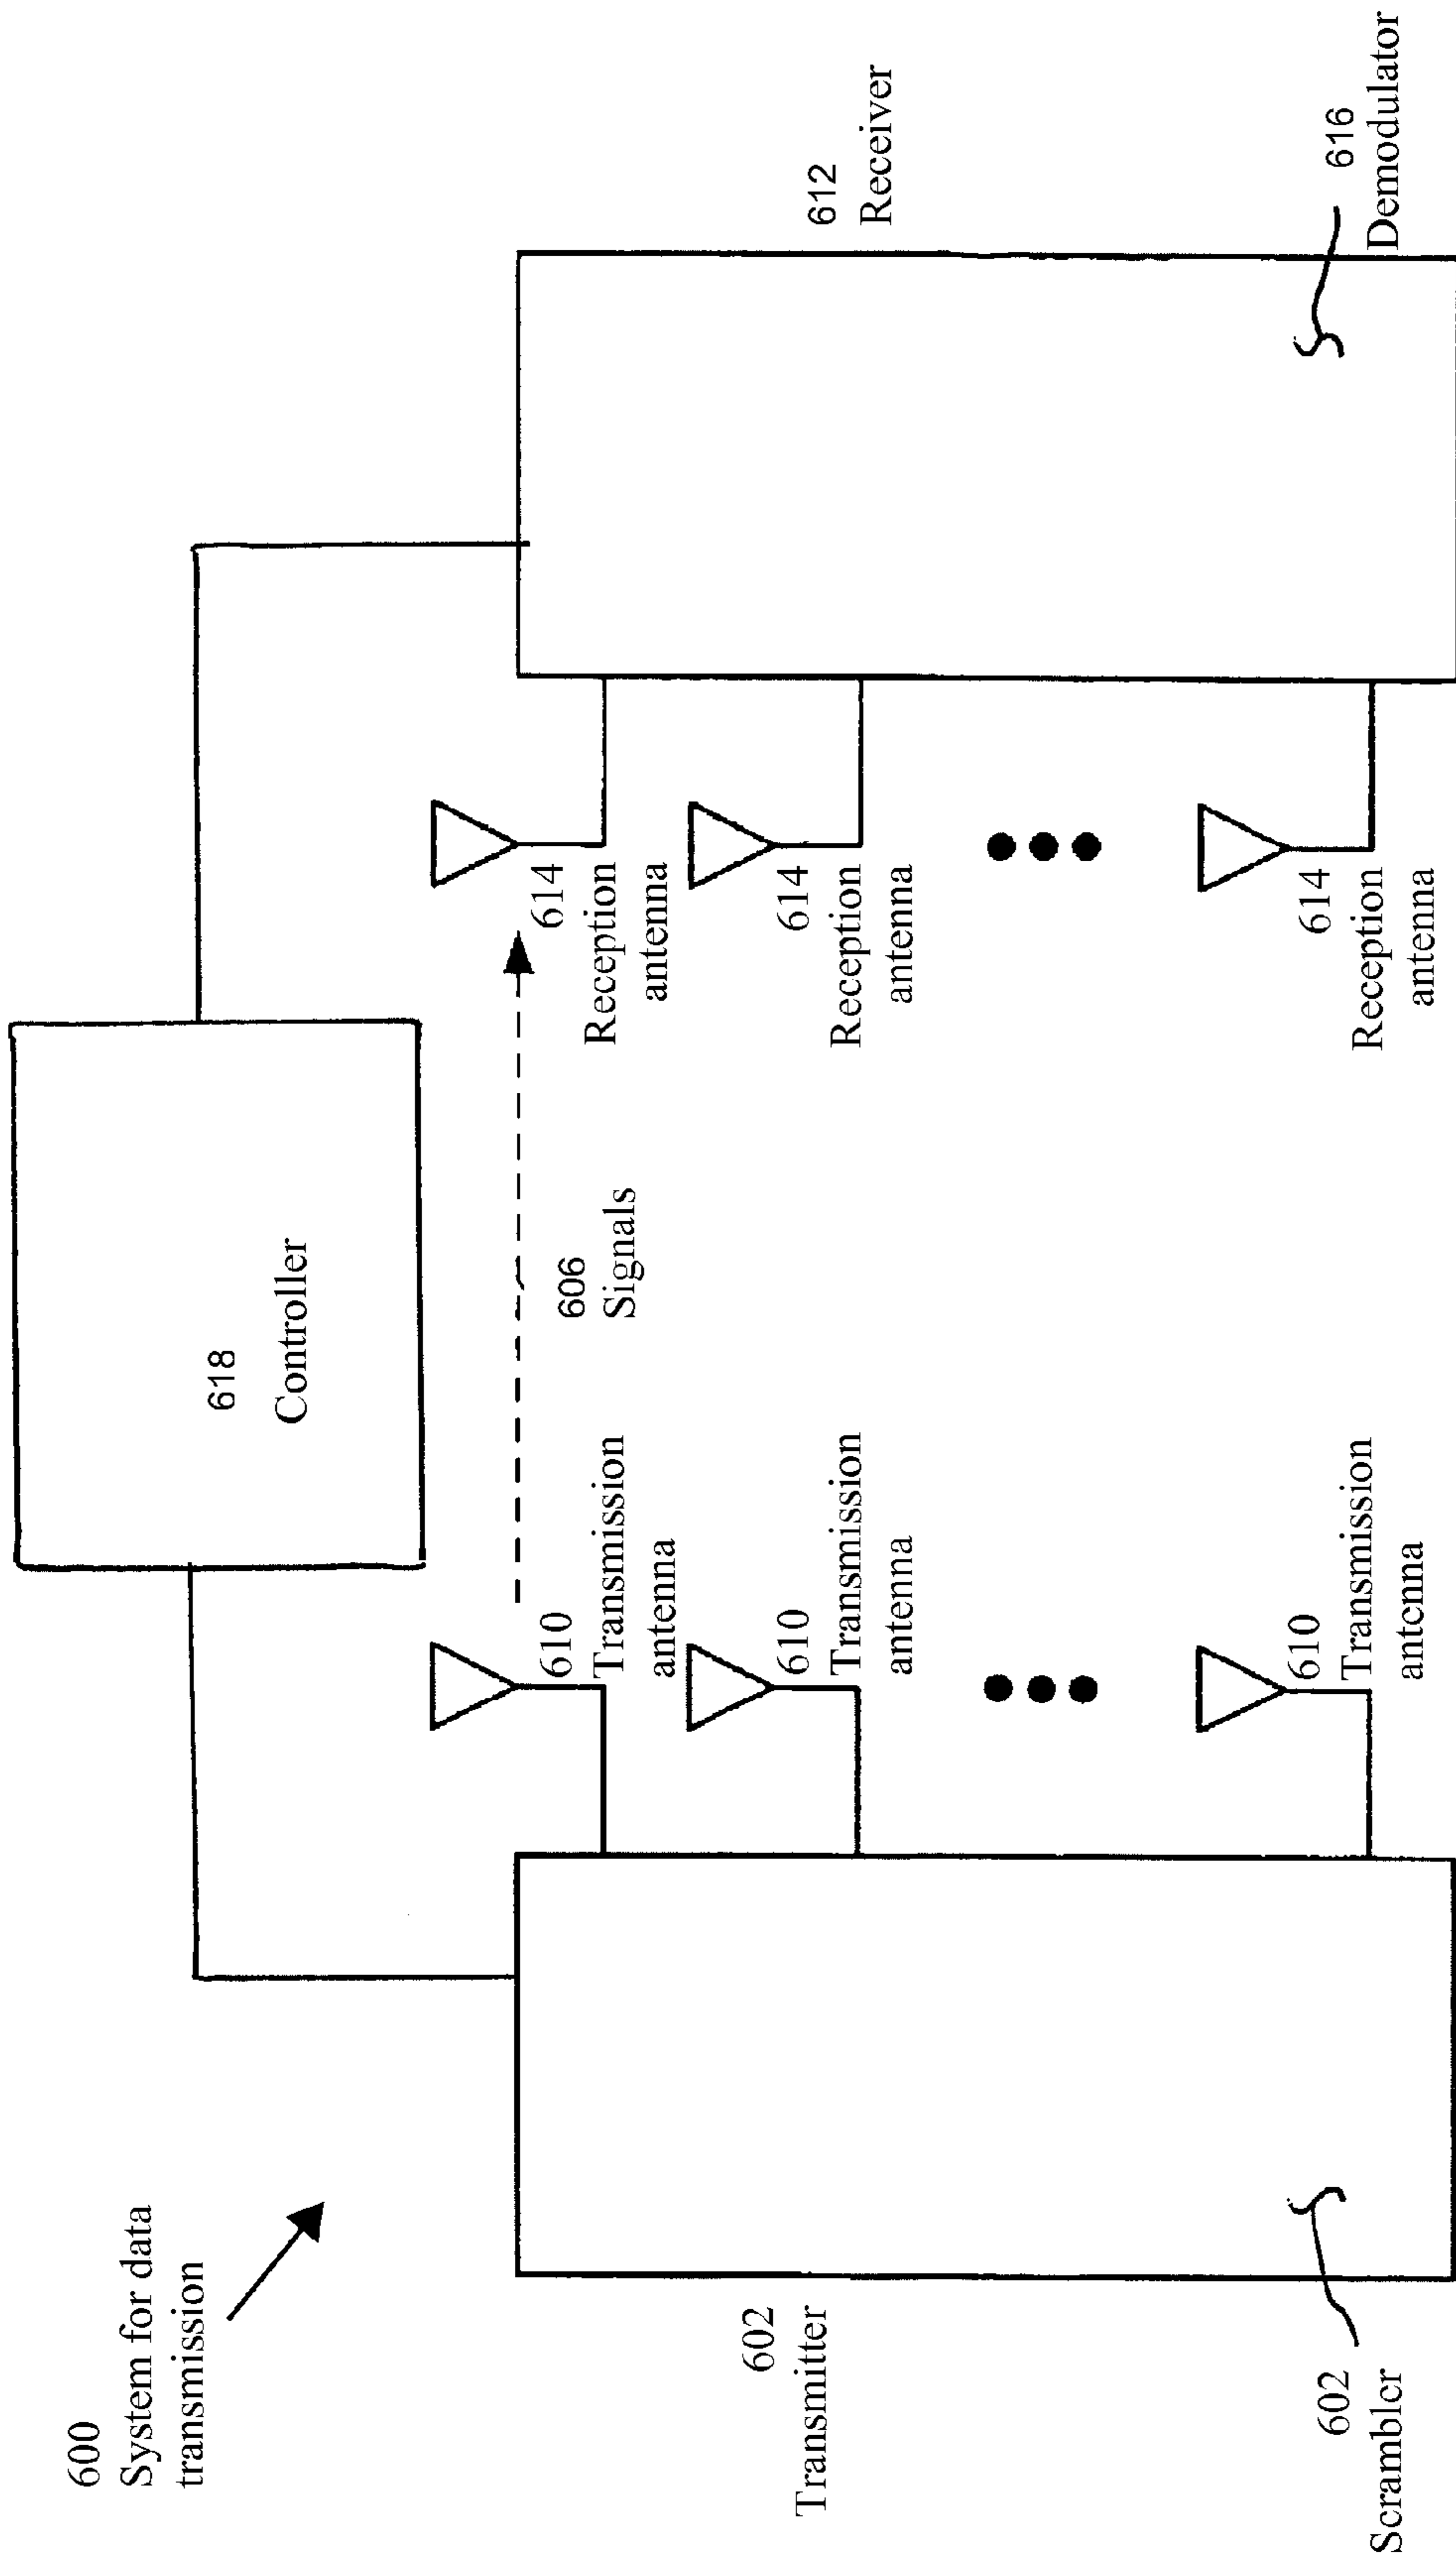 600
System for data
transmission
618
Controller
602
Transmitter
602
Scrambler
610
Transmission
antenna
610
Transmission
antenna
610
Transmission
antenna
606
Signals
614
Reception
antenna
614
Reception
antenna
614
Reception
antenna
612
Receiver
616
Demodulator